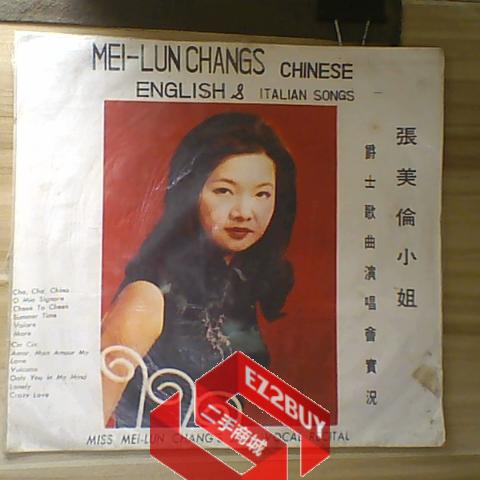 MEI-LUN CHANGS CHINESE
ENGLISH & ITALIAN SONGS
張美倫小姐
爵士歌曲演唱會實況
Cha, Cha, China
O Mio Signore
Cheek To Cheek
Summer Time
Volare
More
Cin Cin
Amor, Mon Amour My
Love
Vulcano
Only You In My Mind
Lonely
Crazy Love
MISS MEI-LUN CHANG'S VOCAL RECITAL
EZ2BUY
二手商城